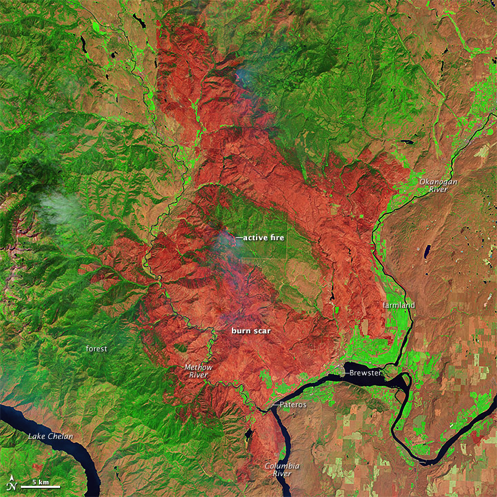 Okanogan
River
active fire
farmland
burn scar
forest
Methow
River
Brewster
Pateros
Lake Chelan
Columbia
River
N
5 km